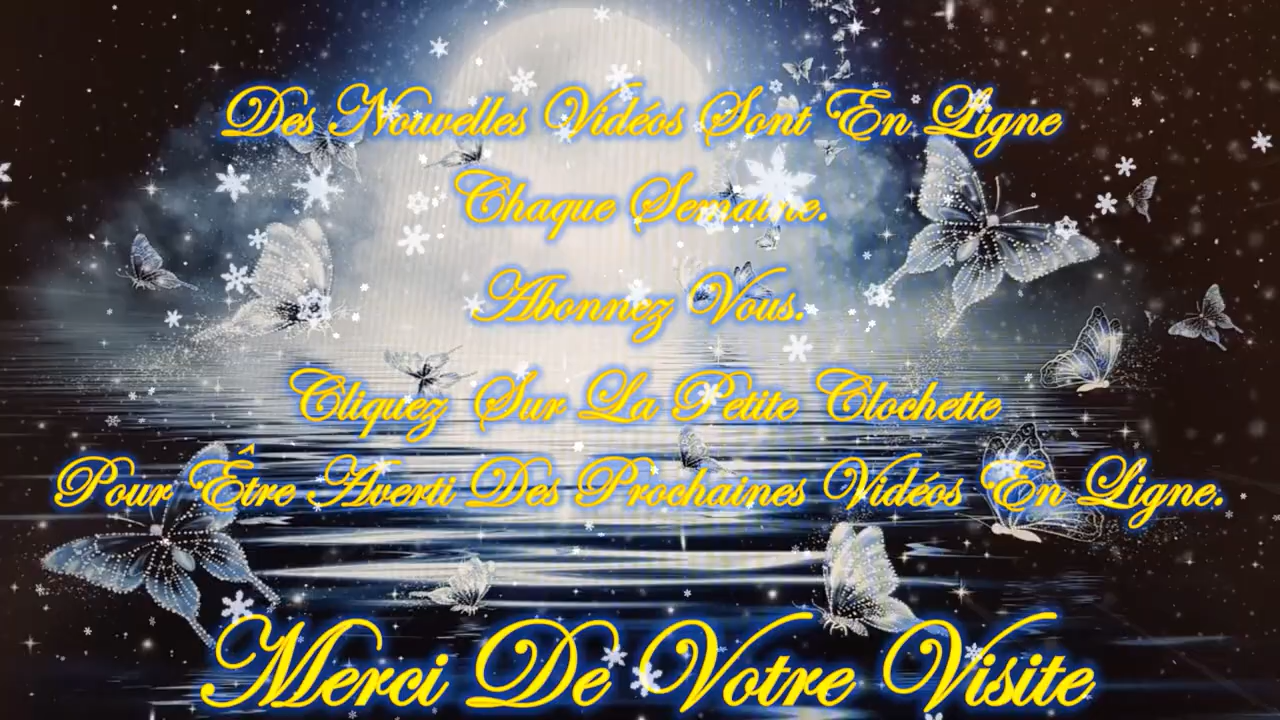 Des Nouvelles Vidéos Sont En Ligne
Chaque Semaine.
Abonnez Vous.
Cliquez Sur La Petite Clochette
Pour Être Averti Des Prochaines Vidéos En Ligne.
Merci De Votre Visite